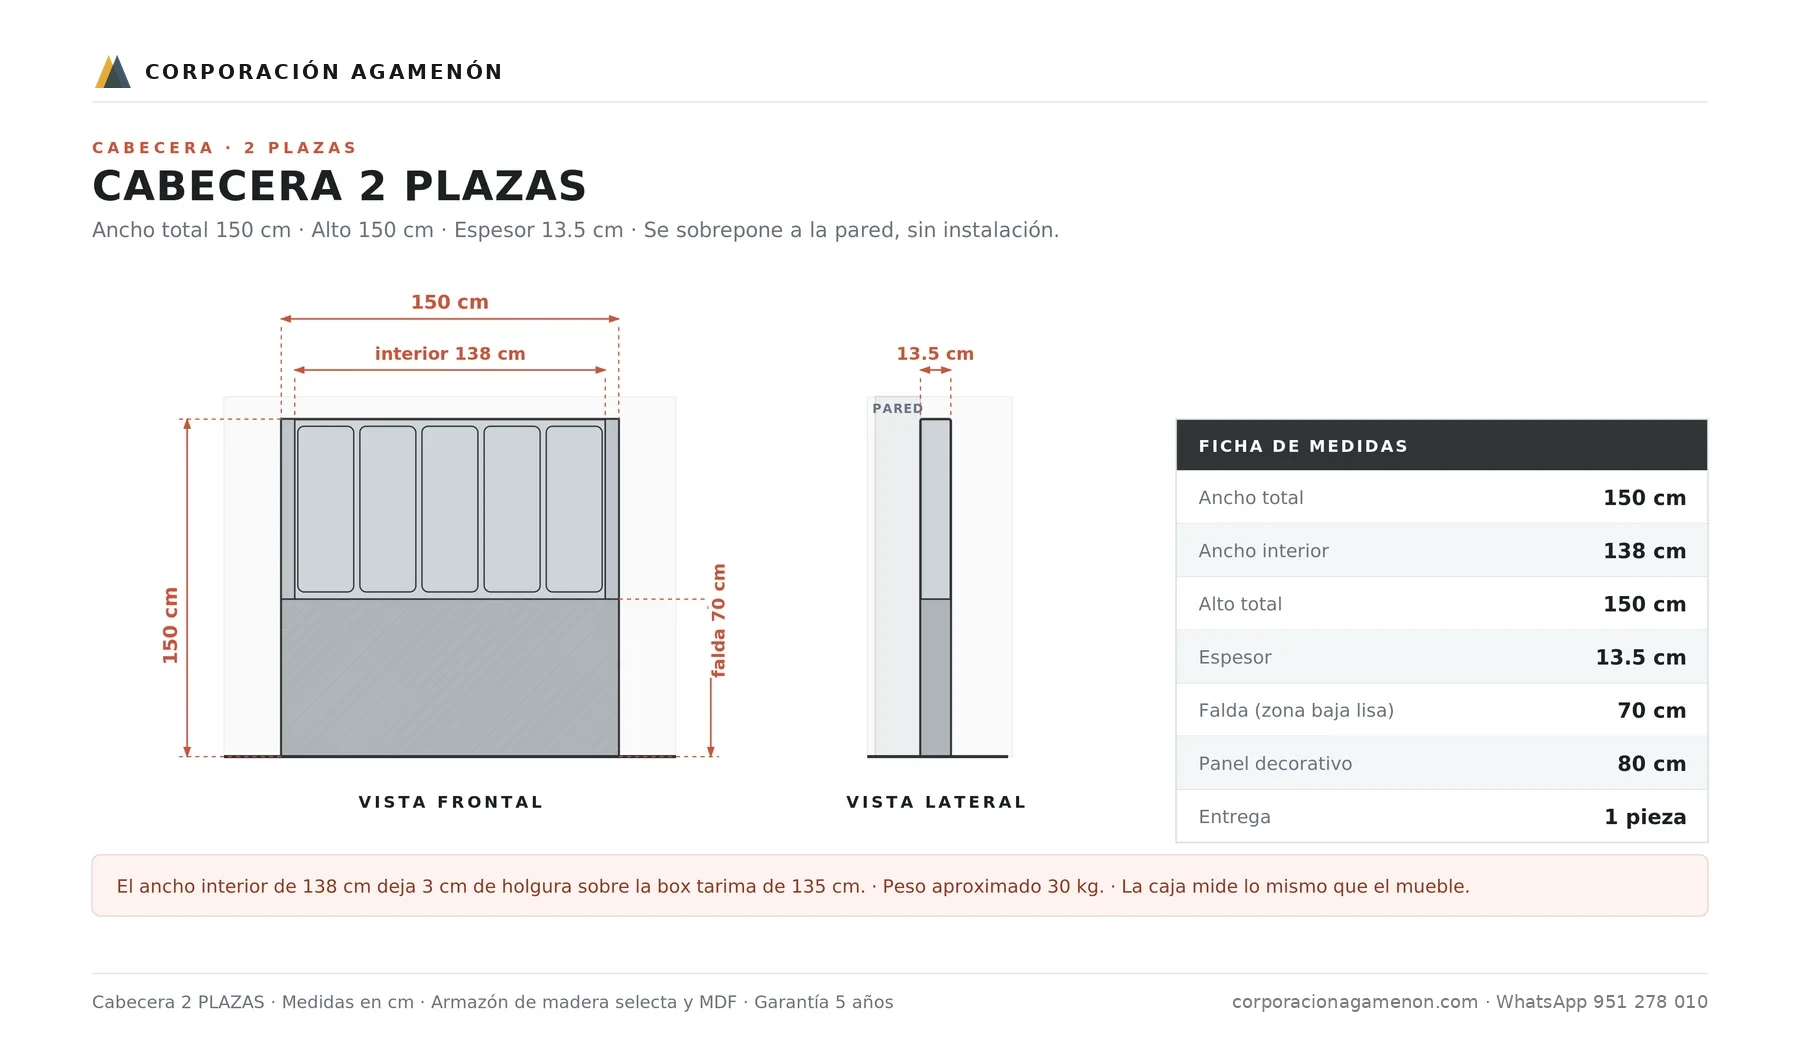 CORPORACIÓN AGAMENÓN
CABECERA · 2 PLAZAS
CABECERA 2 PLAZAS
Ancho total 150 cm · Alto 150 cm · Espesor 13.5 cm · Se sobrepone a la pared, sin instalación.
150 cm
interior 138 cm
150 cm
falda 70 cm
VISTA FRONTAL
13.5 cm
PARED
VISTA LATERAL
FICHA DE MEDIDAS
Ancho total 150 cm
Ancho interior 138 cm
Alto total 150 cm
Espesor 13.5 cm
Falda (zona baja lisa) 70 cm
Panel decorativo 80 cm
Entrega 1 pieza
El ancho interior de 138 cm deja 3 cm de holgura sobre la box tarima de 135 cm. · Peso aproximado 30 kg. · La caja mide lo mismo que el mueble.
Cabecera 2 PLAZAS · Medidas en cm · Armazón de madera selecta y MDF · Garantía 5 años
corporacionagamenon.com · WhatsApp 951 278 010